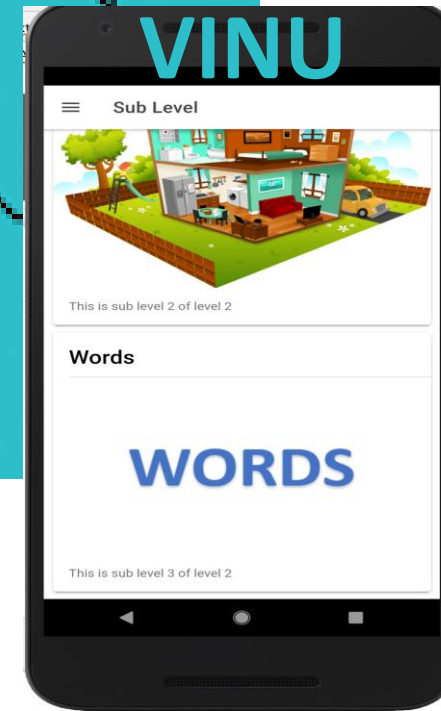 VINU
Sub Level
This is sub level 2 of level 2
Words
WORDS
This is sub level 3 of level 2